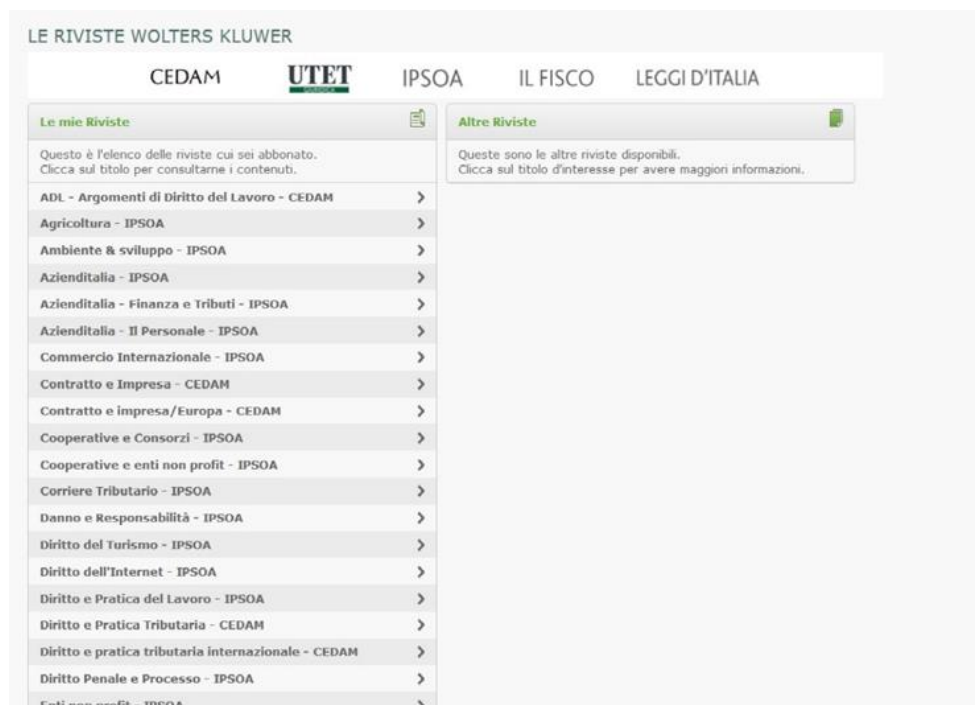 LE RIVISTE WOLTERS KLUWER
CEDAM UTET GIURIDICA IPSOA IL FISCO LEGGI D'ITALIA
Le mie Riviste
Questo è l'elenco delle riviste cui sei abbonato.
Clicca sul titolo per consultarne i contenuti.
ADL - Argomenti di Diritto del Lavoro - CEDAM
Agricoltura - IPSOA
Ambiente & sviluppo - IPSOA
Azienditalia - IPSOA
Azienditalia - Finanza e Tributi - IPSOA
Azienditalia - Il Personale - IPSOA
Commercio Internazionale - IPSOA
Contratto e Impresa - CEDAM
Contratto e impresa/Europa - CEDAM
Cooperative e Consorzi - IPSOA
Cooperative e enti non profit - IPSOA
Corriere Tributario - IPSOA
Danno e Responsabilità - IPSOA
Diritto del Turismo - IPSOA
Diritto dell'Internet - IPSOA
Diritto e Pratica del Lavoro - IPSOA
Diritto e Pratica Tributaria - CEDAM
Diritto e pratica tributaria internazionale - CEDAM
Diritto Penale e Processo - IPSOA
Enti non profit - IPSOA
Altre Riviste
Queste sono le altre riviste disponibili.
Clicca sul titolo d'interesse per avere maggiori informazioni.